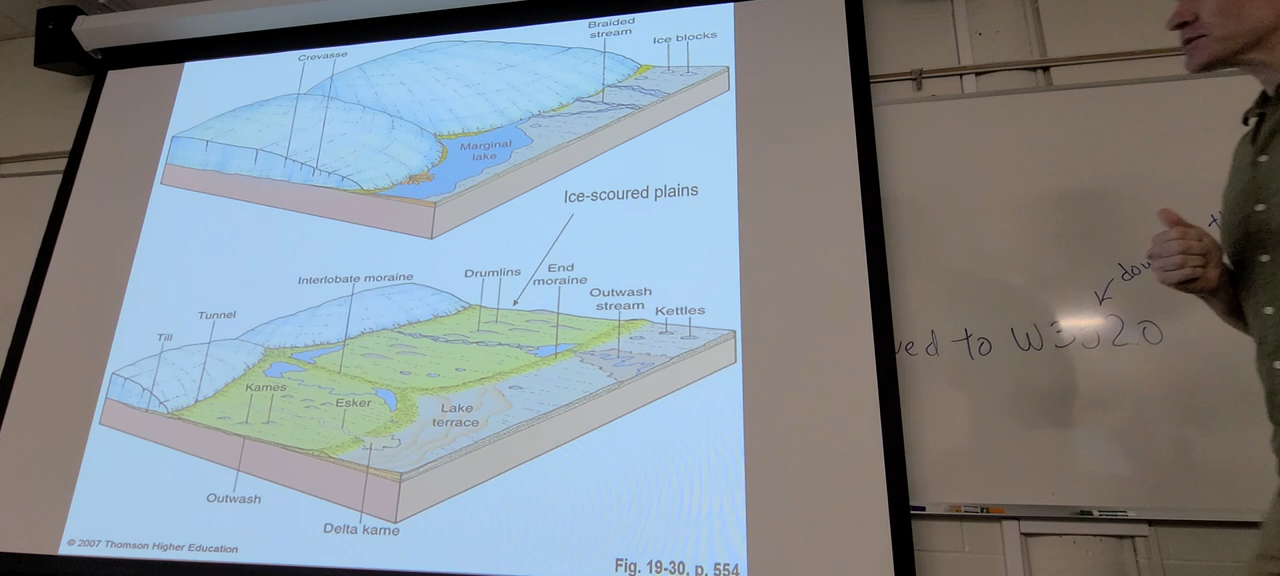 Braided
stream
Ice blocks
Crevasse
Marginal
lake
Ice-scoured plains
Interlobate moraine
Drumlins
End
moraine
Outwash
stream
Kettles
Tunnel
Till
Kames
Esker
Lake
terrace
Outwash
Delta kame
© 2007 Thomson Higher Education
Fig. 19-30, p. 554
to